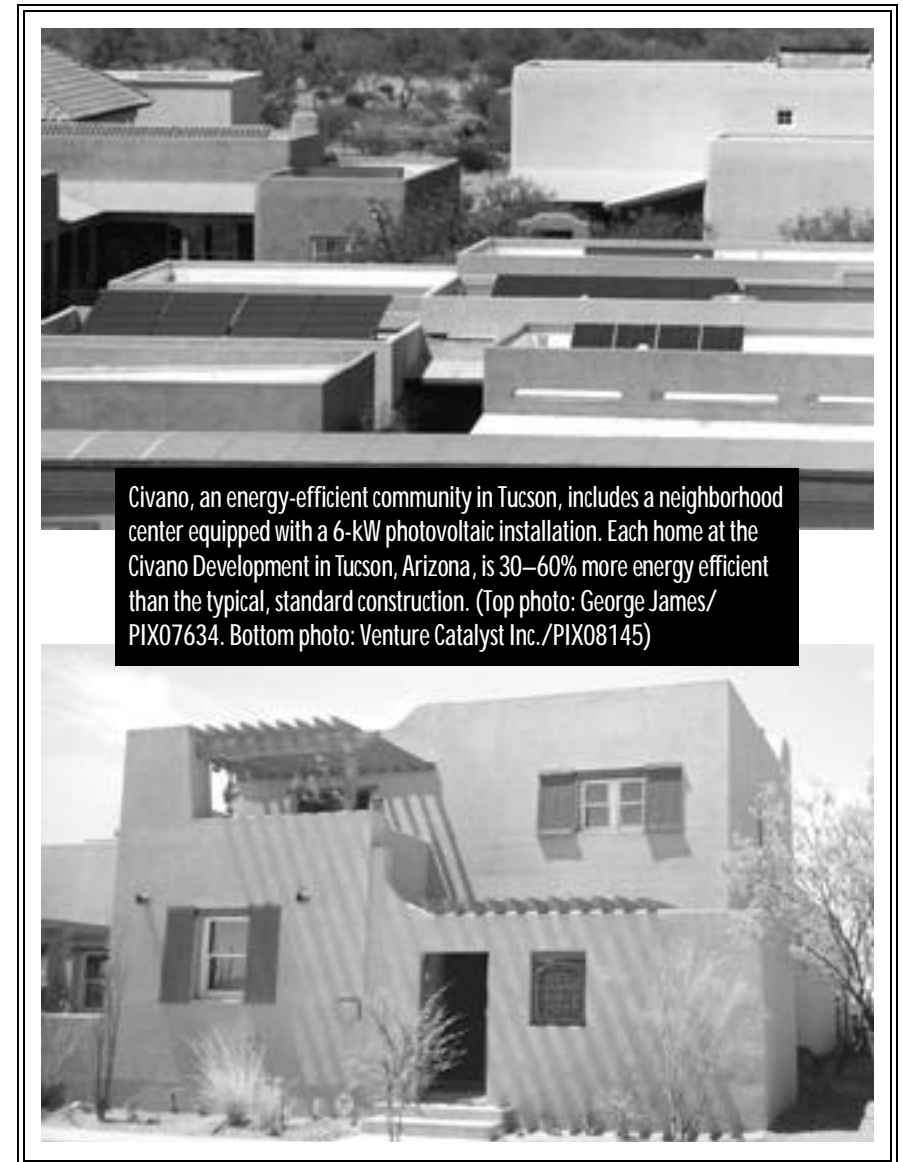 Civano, an energy-efficient community in Tucson, includes a neighborhood
center equipped with a 6-kW photovoltaic installation. Each home at the
Civano Development in Tucson, Arizona, is 30–60% more energy efficient
than the typical, standard construction. (Top photo: George James/
PIX07634. Bottom photo: Venture Catalyst Inc./PIX08145)